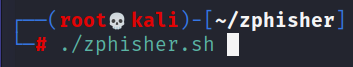 ┌──(root💀kali)-[~/zphisher]
└─# ./zphisher.sh